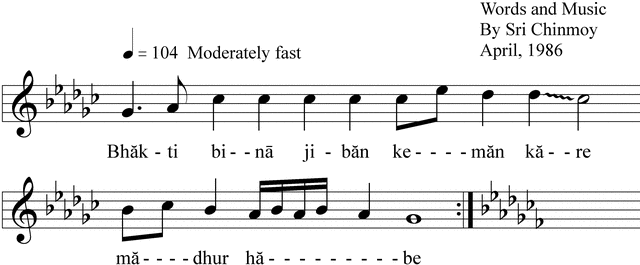 Words and Music
By Sri Chinmoy
April, 1986
= 104 Moderately fast
Bhăk - ti bi - - nā ji - băn ke - - - - măn kă - - re
mă - - - - dhur hă - - - - - - - - - be